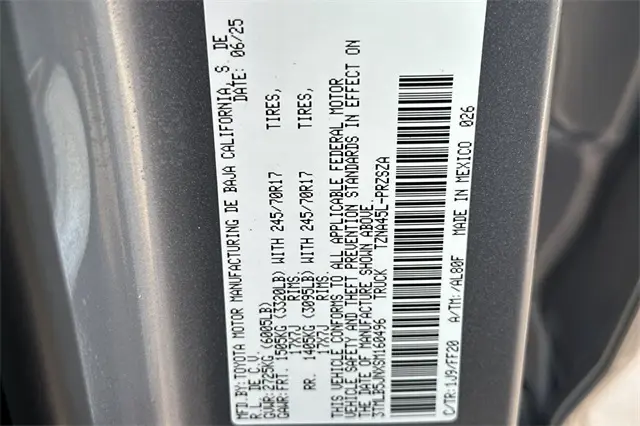 MFD.BY:TOYOTA MOTOR MANUFACTURING DE BAJA CALIFORNIA, S. DE
R.L. DE C.V. DATE: 06/25
GVWR: 2725KG (6005LB)
GAWR:FRT. 1505KG (3320LB) WITH 245/70R17 TIRES,
17X7J RIMS,
RR. 1405KG (3095LB) WITH 245/70R17 TIRES,
17X7J RIMS
THIS VEHICLE CONFORMS TO ALL APPLICABLE FEDERAL MOTOR
VEHICLE SAFETY AND THEFT PREVENTION STANDARDS IN EFFECT ON
THE DATE OF MANUFACTURE SHOWN ABOVE.
3TMLB5JNXSM160496 TRUCK TZNA45L-PRZSZA
C/TR:1J9/FF20 A/TM: /AL80F MADE IN MEXICO 026